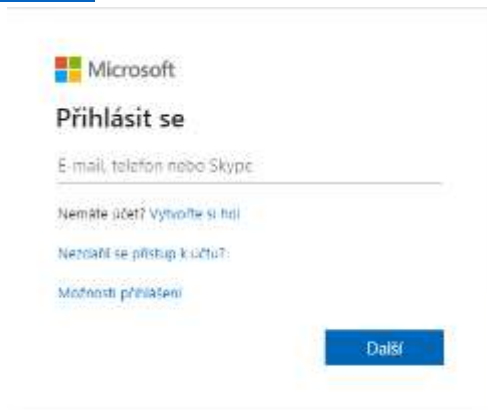 Microsoft
Přihlásit se
E-mail, telefon nebo Skype
Nemáte účet? Vytvořte si ho!
Nezdařil se přístup k účtu?
Možnosti přihlášení
Další